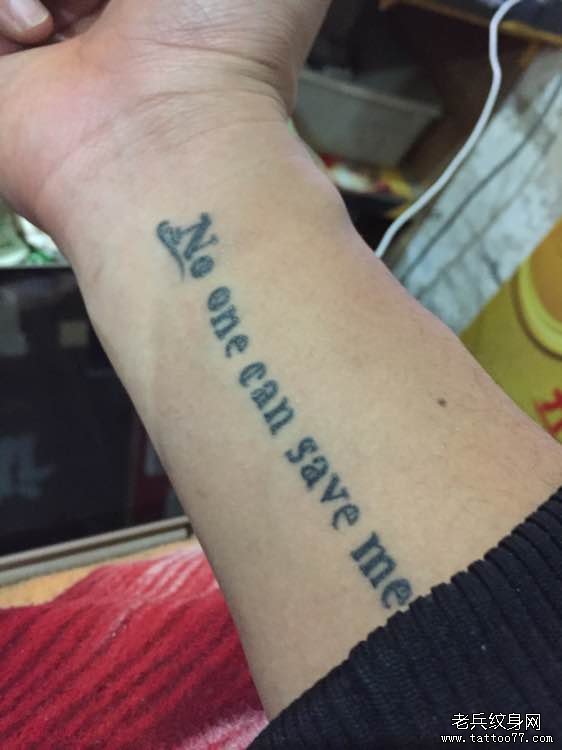 No one can save me
老兵纹身网
www.tattoo77.com